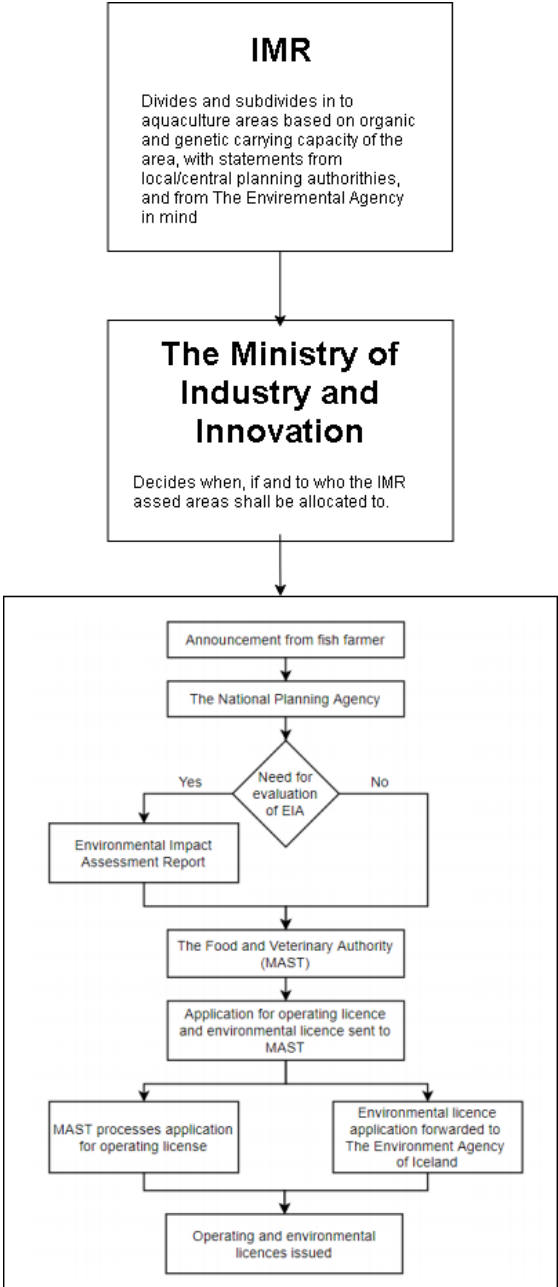 IMR
Divides and subdivides in to
aquaculture areas based on organic
and genetic carrying capacity of the
area, with statements from
local/central planning authorithies,
and from The Enviremental Agency
in mind
The Ministry of
Industry and
Innovation
Decides when, if and to who the IMR
assed areas shall be allocated to.
Announcement from fish farmer
The National Planning Agency
Need for
evaluation
of EIA
Yes
No
Environmental Impact
Assessment Report
The Food and Veterinary Authority
(MAST)
Application for operating licence
and environmental licence sent to
MAST
MAST processes application
for operating license
Environmental licence
application forwarded to
The Environment Agency
of Iceland
Operating and environmental
licences issued